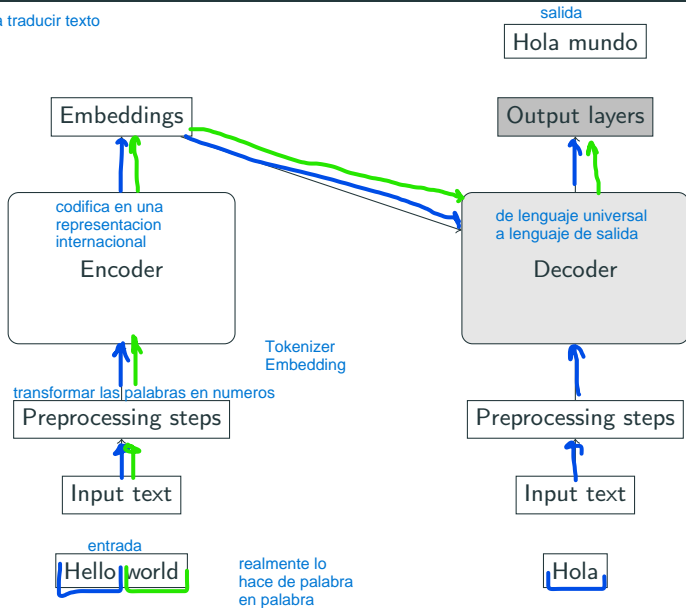 a traducir texto
salida
Hola mundo
Embeddings
Output layers
codifica en una
representacion
internacional
Encoder
de lenguaje universal
a lenguaje de salida
Decoder
Tokenizer
Embedding
transformar las palabras en numeros
Preprocessing steps
Preprocessing steps
Input text
Input text
entrada
Hello world
realmente lo
hace de palabra
en palabra
Hola